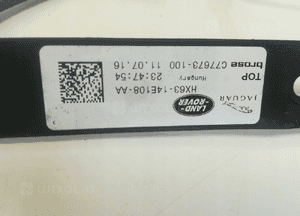 JAGUAR
LAND
ROVER
HX63-14E108-AA
Hungary 23:47:54
TOP
brose C77673-100 11.07.16